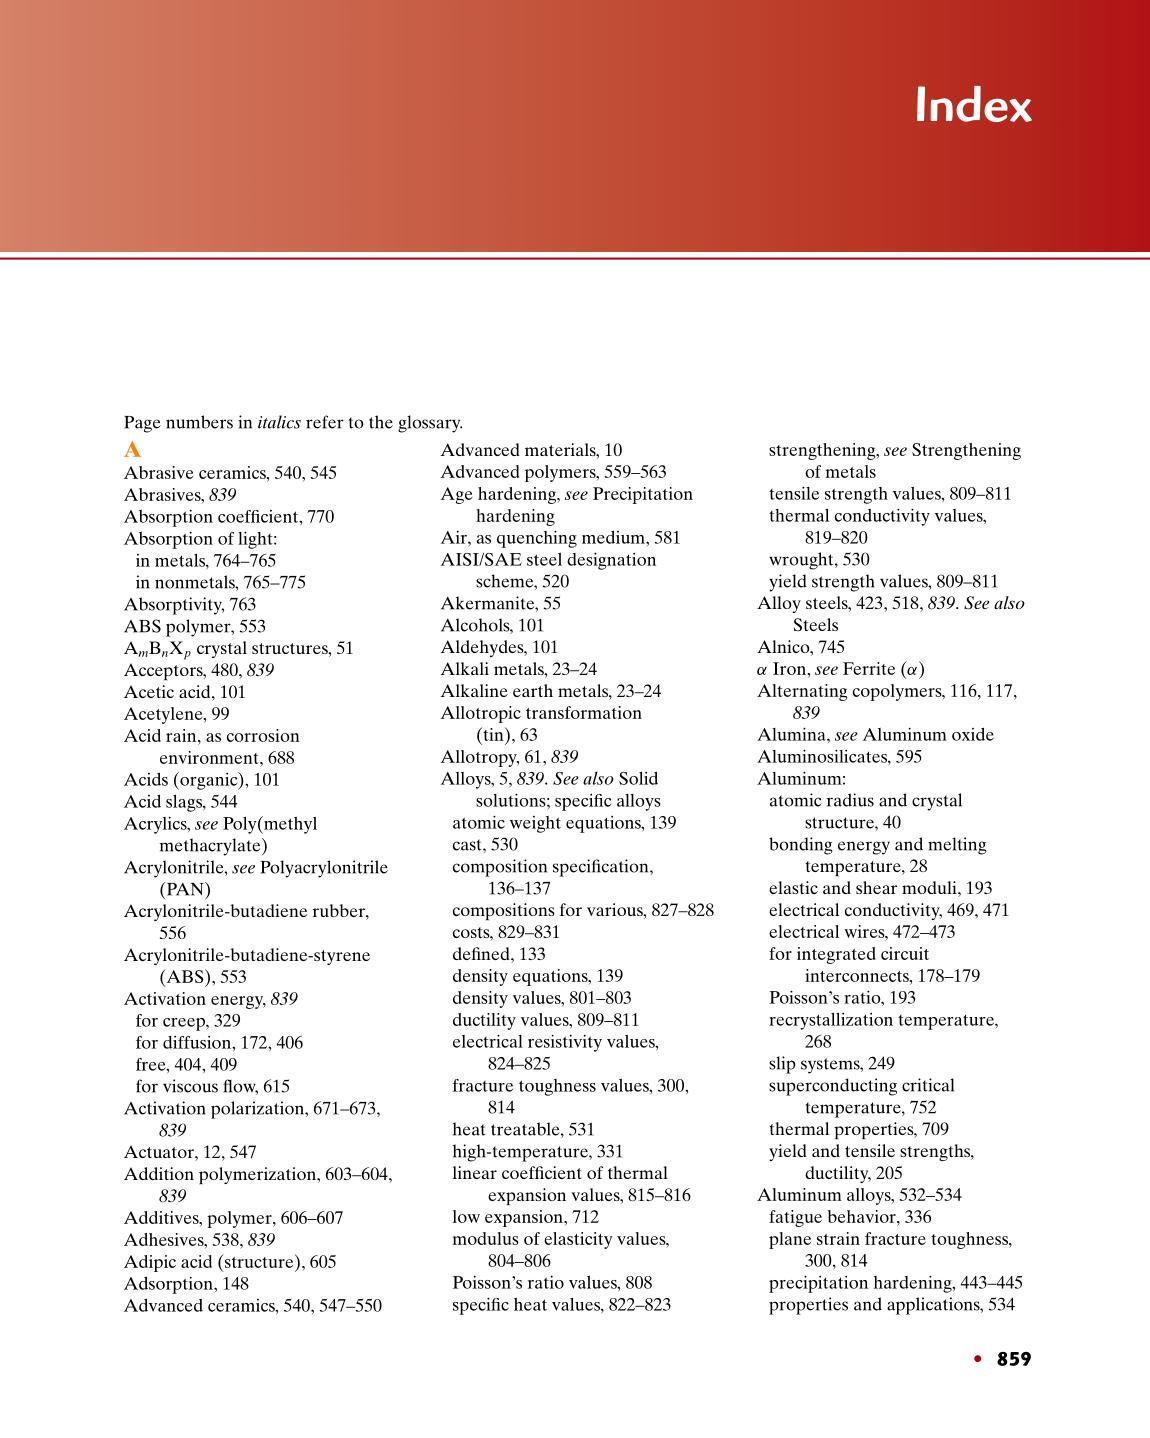 Index
Page numbers in italics refer to the glossary.
A
Abrasive ceramics, 540, 545
Abrasives, 839
Absorption coefficient, 770
Absorption of light:
in metals, 764–765
in nonmetals, 765–775
Absorptivity, 763
ABS polymer, 553
AmBnXp crystal structures, 51
Acceptors, 480, 839
Acetic acid, 101
Acetylene, 99
Acid rain, as corrosion
environment, 688
Acids (organic), 101
Acid slags, 544
Acrylics, see Poly(methyl
methacrylate)
Acrylonitrile, see Polyacrylonitrile
(PAN)
Acrylonitrile-butadiene rubber,
556
Acrylonitrile-butadiene-styrene
(ABS), 553
Activation energy, 839
for creep, 329
for diffusion, 172, 406
free, 404, 409
for viscous flow, 615
Activation polarization, 671–673,
839
Actuator, 12, 547
Addition polymerization, 603–604,
839
Additives, polymer, 606–607
Adhesives, 538, 839
Adipic acid (structure), 605
Adsorption, 148
Advanced ceramics, 540, 547–550
Advanced materials, 10
Advanced polymers, 559–563
Age hardening, see Precipitation
hardening
Air, as quenching medium, 581
AISI/SAE steel designation
scheme, 520
Akermanite, 55
Alcohols, 101
Aldehydes, 101
Alkali metals, 23–24
Alkaline earth metals, 23–24
Allotropic transformation
(tin), 63
Allotropy, 61, 839
Alloys, 5, 839. See also Solid
solutions; specific alloys
atomic weight equations, 139
cast, 530
composition specification,
136–137
compositions for various, 827–828
costs, 829–831
defined, 133
density equations, 139
density values, 801–803
ductility values, 809–811
electrical resistivity values,
824–825
fracture toughness values, 300,
814
heat treatable, 531
high-temperature, 331
linear coefficient of thermal
expansion values, 815–816
low expansion, 712
modulus of elasticity values,
804–806
Poisson's ratio values, 808
specific heat values, 822–823
strengthening, see Strengthening
of metals
tensile strength values, 809–811
thermal conductivity values,
819–820
wrought, 530
yield strength values, 809–811
Alloy steels, 423, 518, 839. See also
Steels
Alnico, 745
α Iron, see Ferrite (α)
Alternating copolymers, 116, 117,
839
Alumina, see Aluminum oxide
Aluminosilicates, 595
Aluminum:
atomic radius and crystal
structure, 40
bonding energy and melting
temperature, 28
elastic and shear moduli, 193
electrical conductivity, 469, 471
electrical wires, 472–473
for integrated circuit
interconnects, 178–179
Poisson's ratio, 193
recrystallization temperature,
268
slip systems, 249
superconducting critical
temperature, 752
thermal properties, 709
yield and tensile strengths,
ductility, 205
Aluminum alloys, 532–534
fatigue behavior, 336
plane strain fracture toughness,
300, 814
precipitation hardening, 443–445
properties and applications, 534
• 859